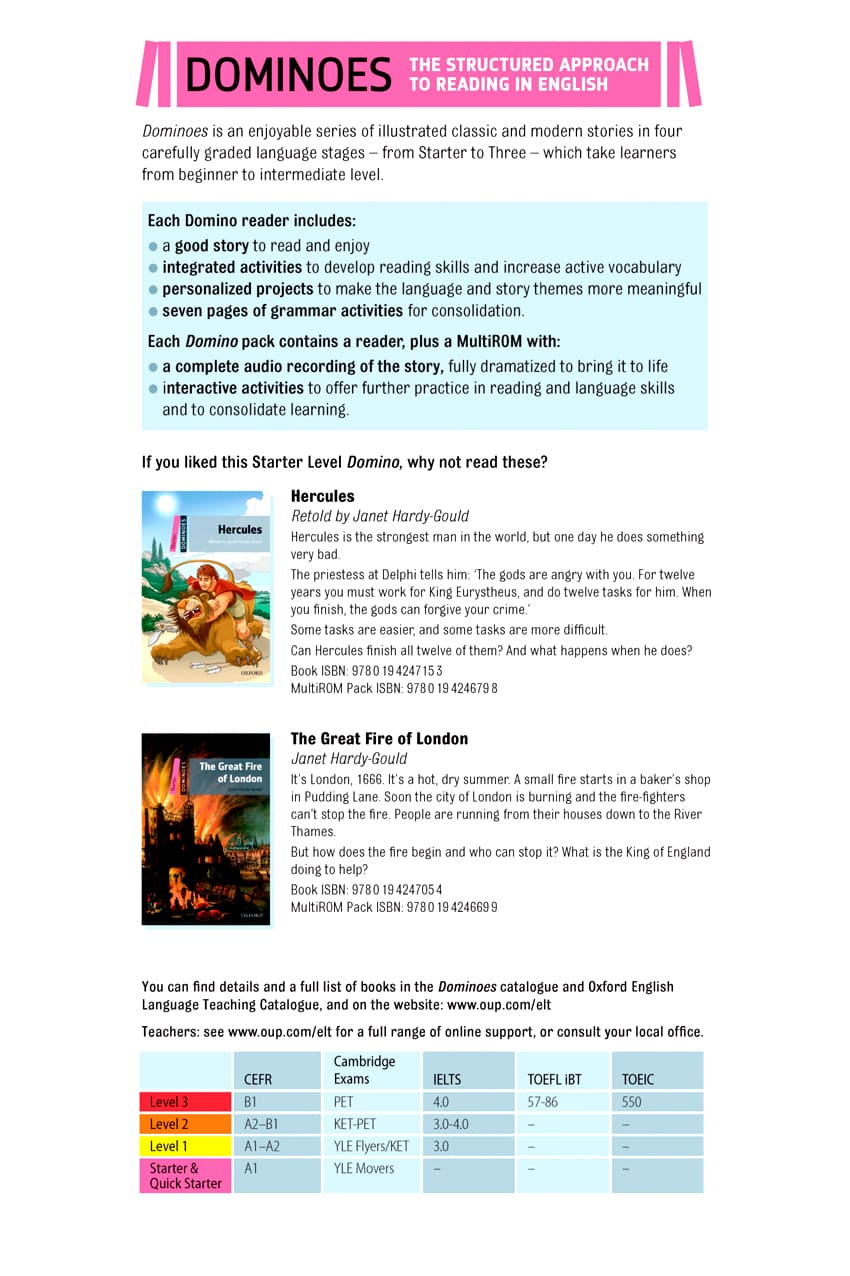 DOMINOES
THE STRUCTURED APPROACH
TO READING IN ENGLISH
Dominoes is an enjoyable series of illustrated classic and modern stories in four
carefully graded language stages – from Starter to Three – which take learners
from beginner to intermediate level.
Each Domino reader includes:
• a good story to read and enjoy
• integrated activities to develop reading skills and increase active vocabulary
• personalized projects to make the language and story themes more meaningful
• seven pages of grammar activities for consolidation.
Each Domino pack contains a reader, plus a MultiROM with:
• a complete audio recording of the story, fully dramatized to bring it to life
• interactive activities to offer further practice in reading and language skills
and to consolidate learning.
If you liked this Starter Level Domino, why not read these?
Hercules
DOMINOES
OXFORD
Hercules
Retold by Janet Hardy-Gould
Hercules is the strongest man in the world, but one day he does something
very bad.
The priestess at Delphi tells him: ‘The gods are angry with you. For twelve
years you must work for King Eurystheus, and do twelve tasks for him. When
you finish, the gods can forgive your crime.’
Some tasks are easier, and some tasks are more difficult.
Can Hercules finish all twelve of them? And what happens when he does?
Book ISBN: 978 0 19 424715 3
MultiROM Pack ISBN: 978 0 19 424679 8
The Great Fire
of London
DOMINOES
OXFORD
The Great Fire of London
Janet Hardy-Gould
It’s London, 1666. It’s a hot, dry summer. A small fire starts in a baker’s shop
in Pudding Lane. Soon the city of London is burning and the fire-fighters
can’t stop the fire. People are running from their houses down to the River
Thames.
But how does the fire begin and who can stop it? What is the King of England
doing to help?
Book ISBN: 978 0 19 424705 4
MultiROM Pack ISBN: 978 0 19 424669 9
You can find details and a full list of books in the Dominoes catalogue and Oxford English
Language Teaching Catalogue, and on the website: www.oup.com/elt
Teachers: see www.oup.com/elt for a full range of online support, or consult your local office.
CEFR Cambridge Exams IELTS TOEFL iBT TOEIC
Level 3 B1 PET 4.0 57-86 550
Level 2 A2–B1 KET-PET 3.0-4.0 – –
Level 1 A1–A2 YLE Flyers/KET 3.0 – –
Starter & Quick Starter A1 YLE Movers – – –